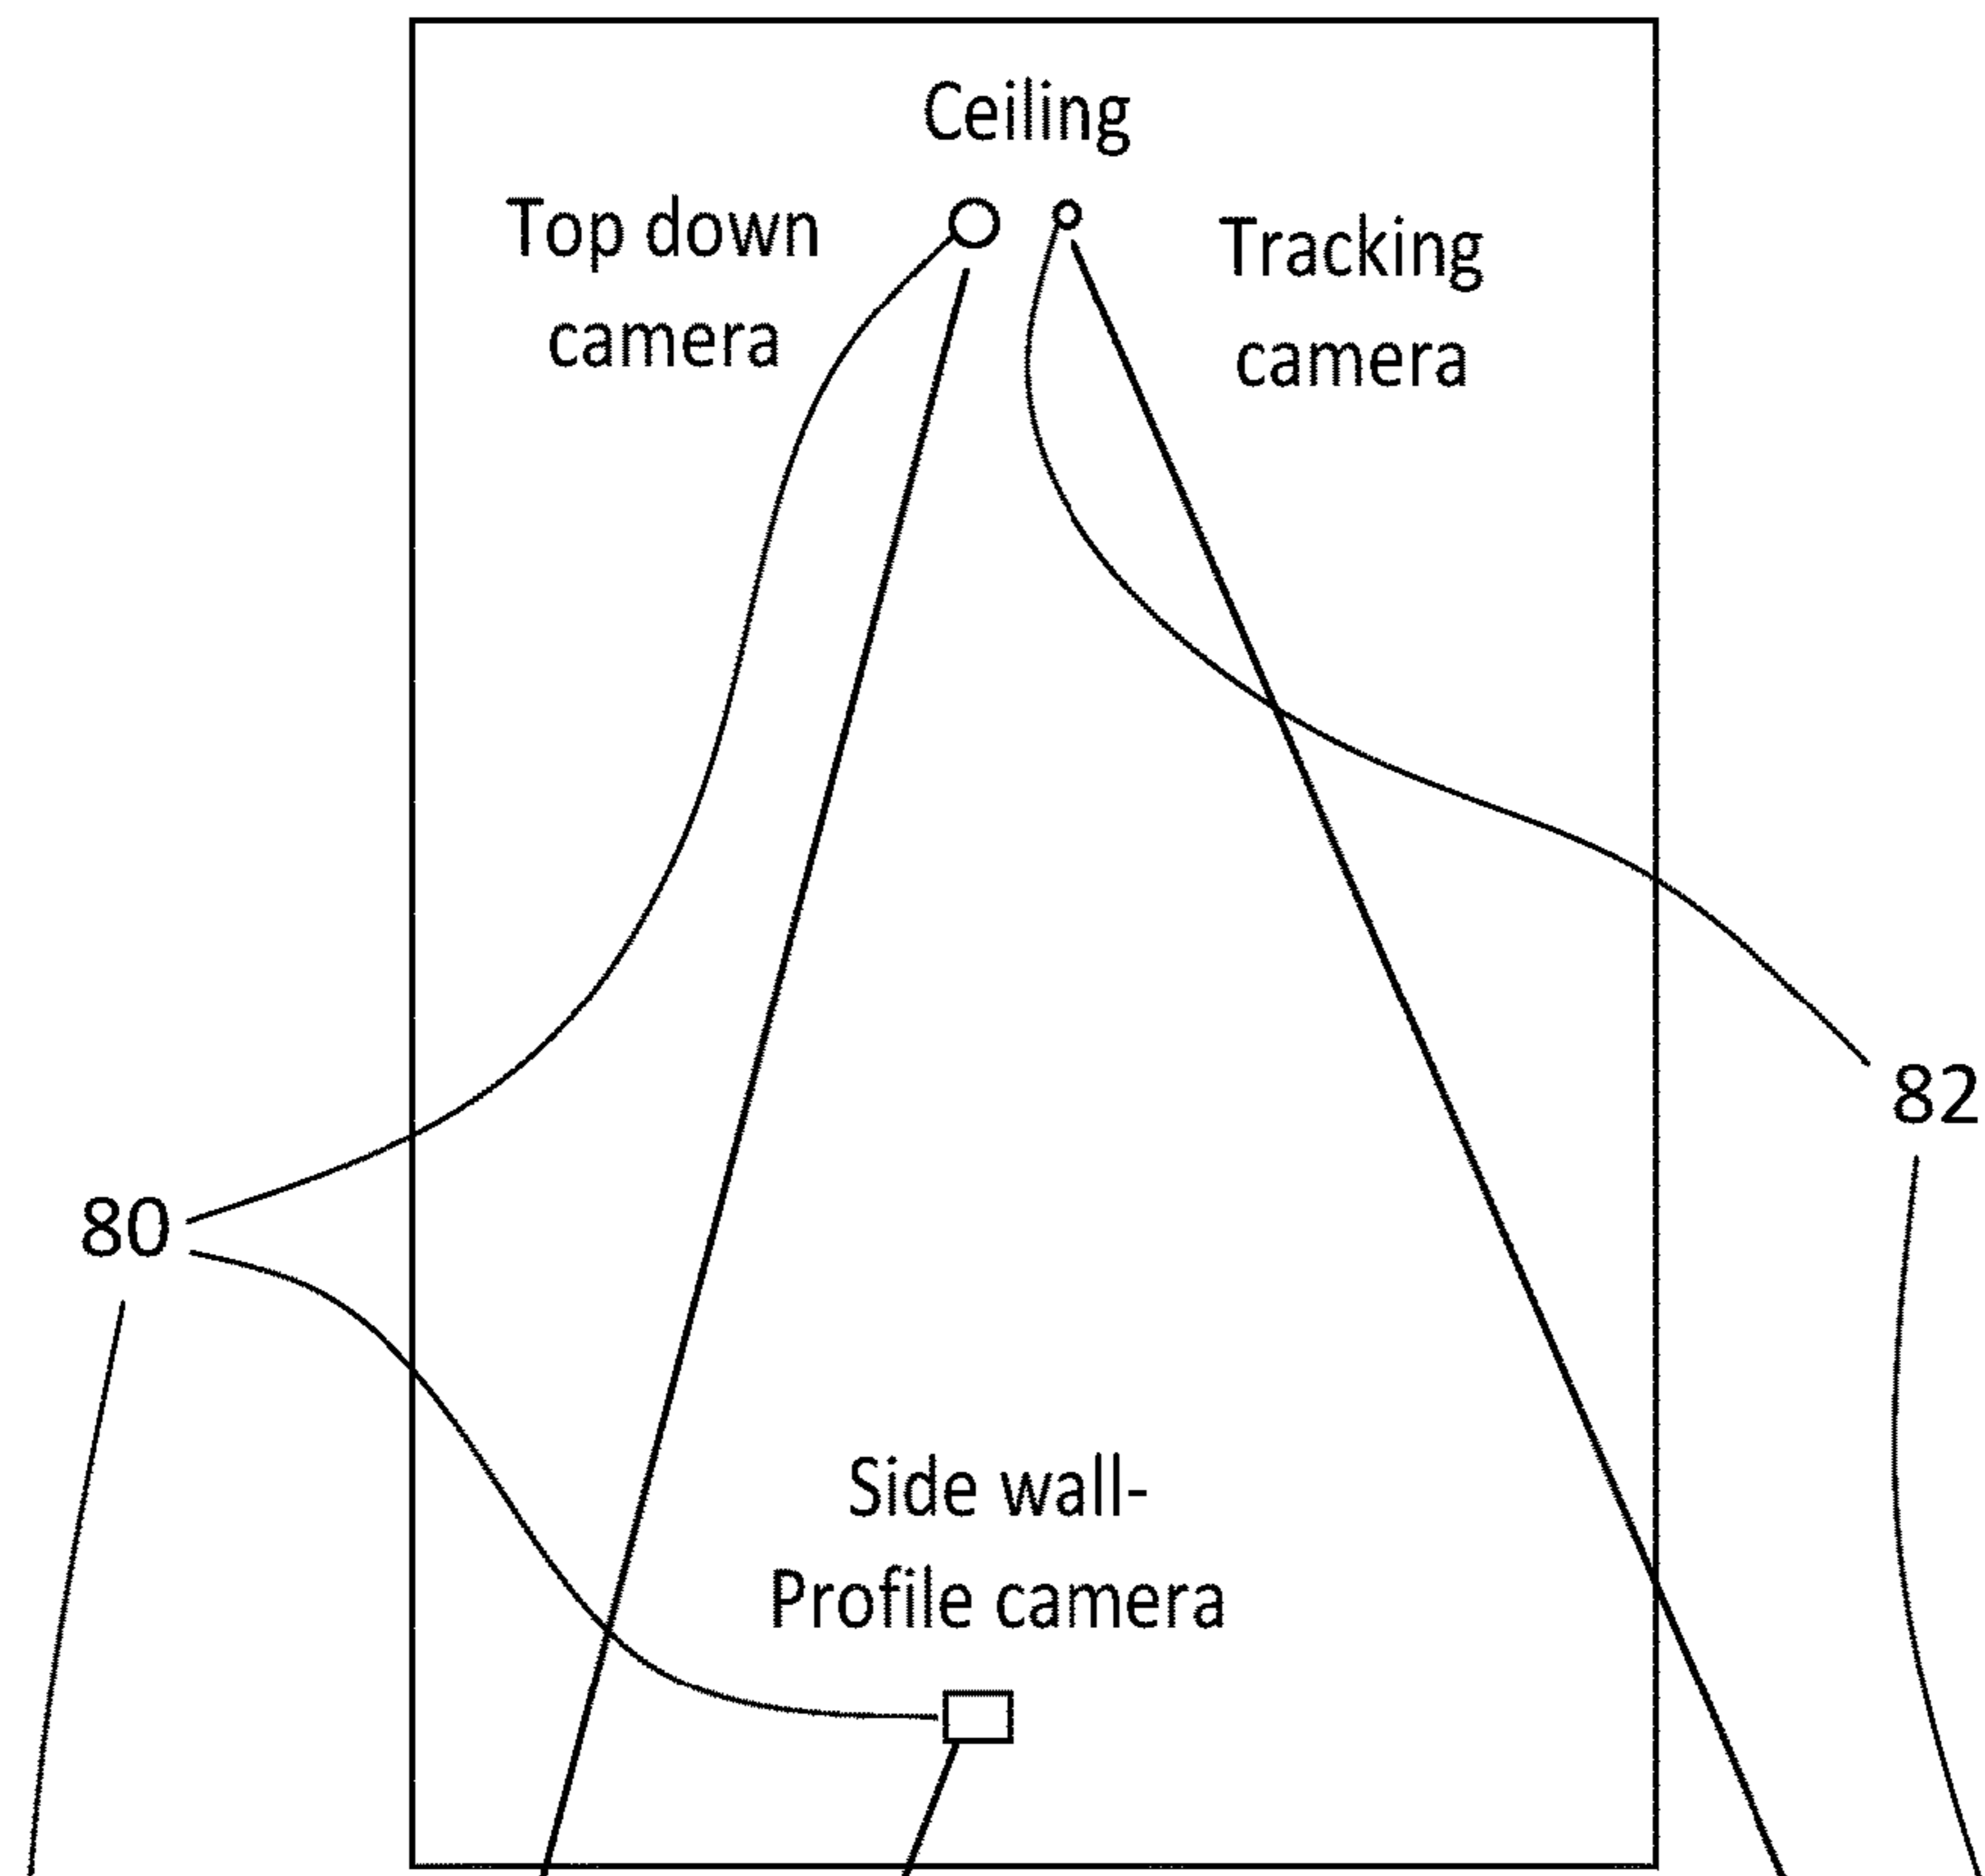 Ceiling
Top down
camera
Tracking
camera
82
80
Side wall-
Profile camera